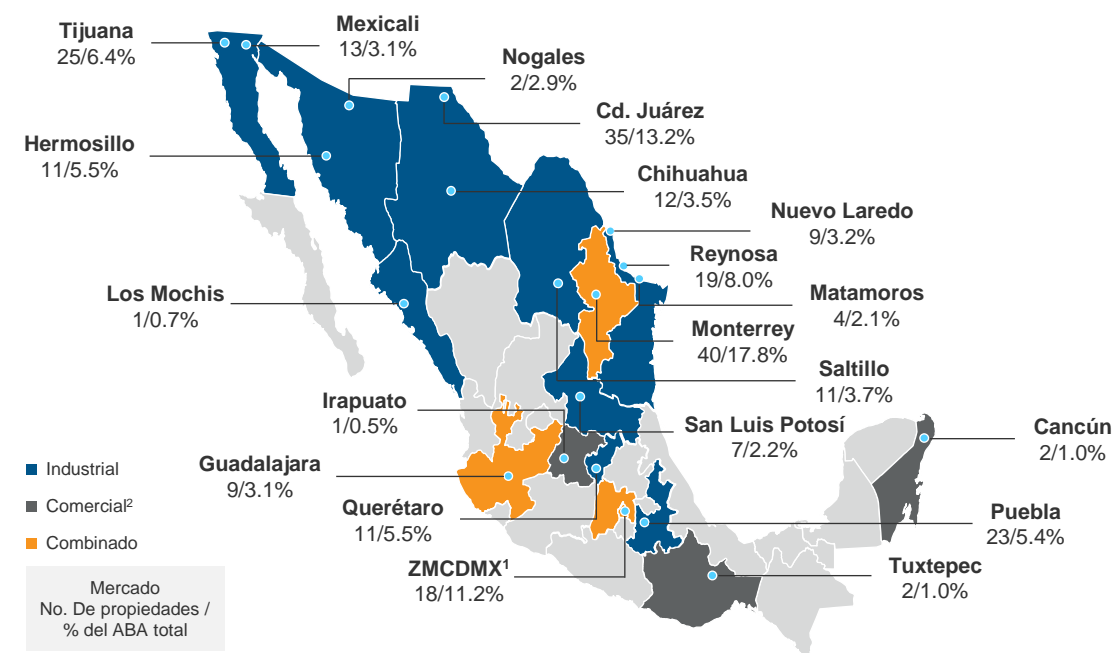 Tijuana
25/6.4%
Mexicali
13/3.1%
Nogales
2/2.9%
Cd. Juárez
35/13.2%
Hermosillo
11/5.5%
Chihuahua
12/3.5%
Nuevo Laredo
9/3.2%
Reynosa
19/8.0%
Matamoros
4/2.1%
Los Mochis
1/0.7%
Monterrey
40/17.8%
Saltillo
11/3.7%
Irapuato
1/0.5%
San Luis Potosí
7/2.2%
Cancún
2/1.0%
Guadalajara
9/3.1%
Querétaro
11/5.5%
Puebla
23/5.4%
ZMCDMX¹
18/11.2%
Tuxtepec
2/1.0%
Industrial
Comercial²
Combinado
Mercado
No. De propiedades /
% del ABA total